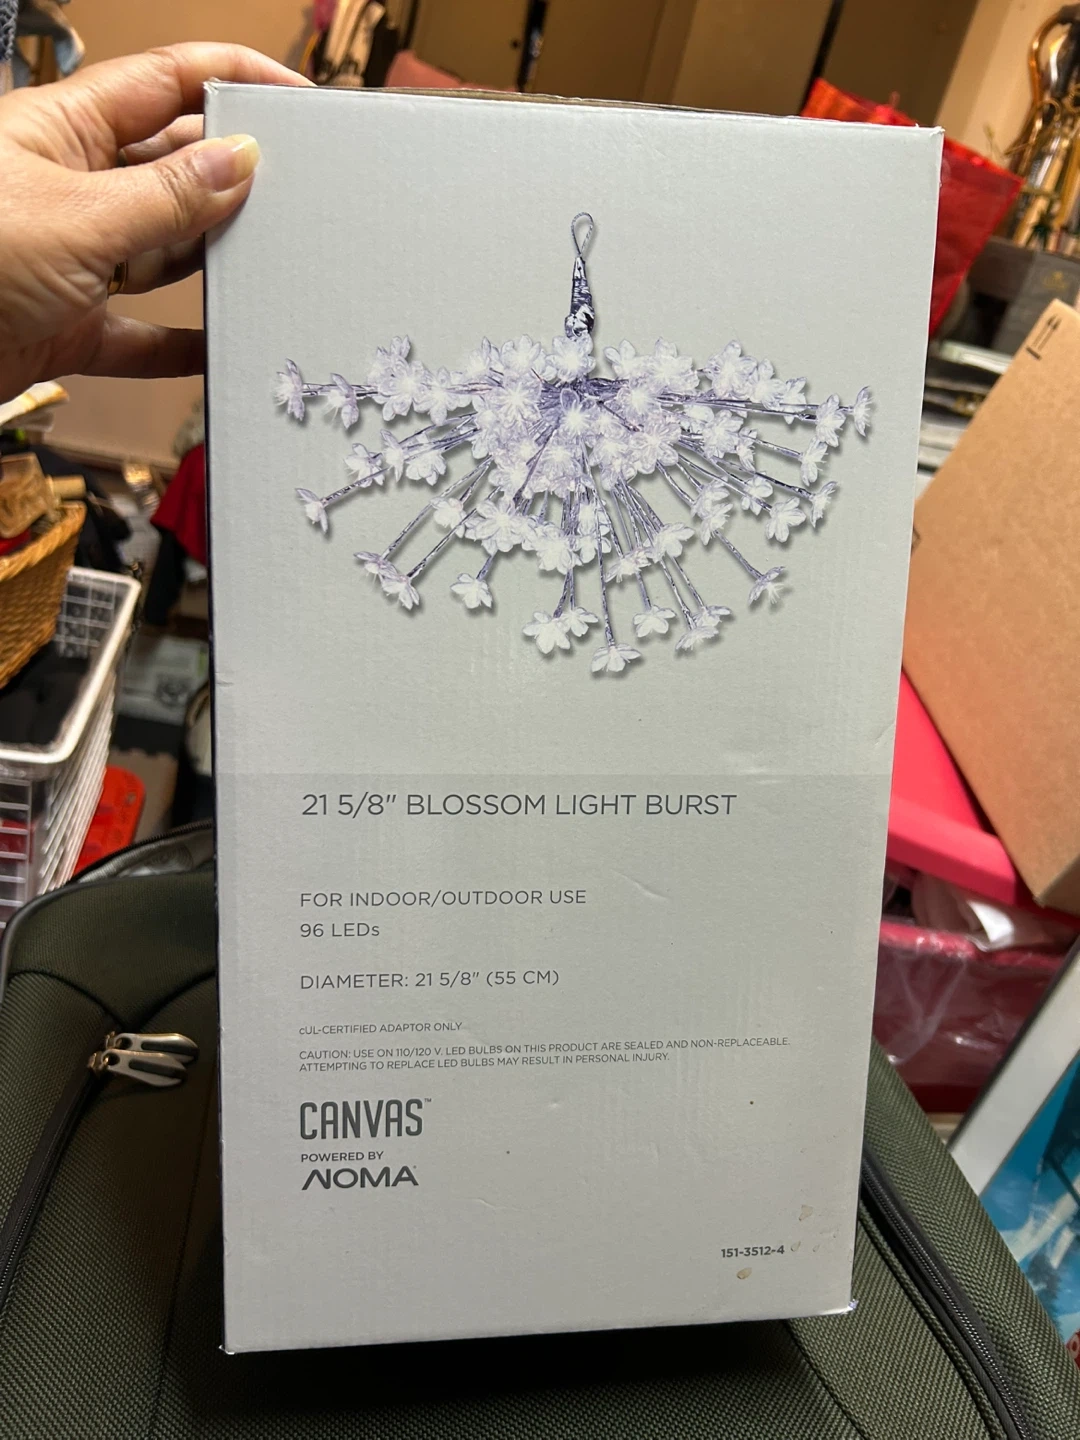 21 5/8" BLOSSOM LIGHT BURST
FOR INDOOR/OUTDOOR USE
96 LEDs
DIAMETER: 21 5/8" (55 CM)
cUL-CERTIFIED ADAPTOR ONLY
CAUTION: USE ON 110/120 V. LED BULBS ON THIS PRODUCT ARE SEALED AND NON-REPLACEABLE.
ATTEMPTING TO REPLACE LED BULBS MAY RESULT IN PERSONAL INJURY.
CANVAS™
POWERED BY
NOMA
151-3512-4